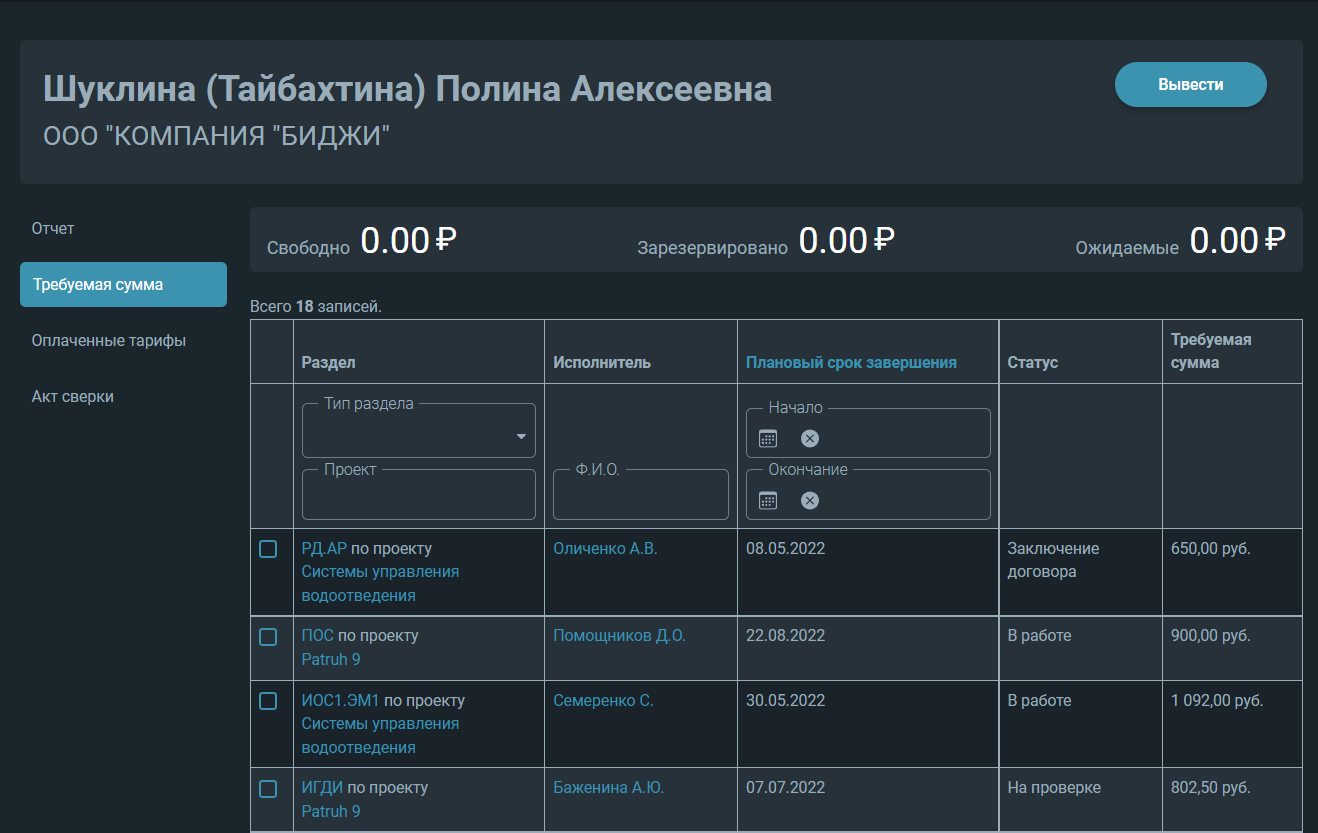 Шуклина (Тайбахтина) Полина Алексеевна
Вывести
ООО "КОМПАНИЯ "БИДЖИ"
Отчет
Требуемая сумма
Оплаченные тарифы
Акт сверки
Свободно 0.00 ₽
Зарезервировано 0.00 ₽
Ожидаемые 0.00 ₽
Всего 18 записей.
Раздел
Исполнитель
Плановый срок завершения
Статус
Требуемая
сумма
Тип раздела
Проект
Ф.И.О.
Начало
Окончание
РД.АР по проекту
Системы управления
водоотведения
Оличенко А.В.
08.05.2022
Заключение
договора
650,00 руб.
ПОС по проекту
Patruh 9
Помощников Д.О.
22.08.2022
В работе
900,00 руб.
ИОС1.ЭМ1 по проекту
Системы управления
водоотведения
Семеренко С.
30.05.2022
В работе
1 092,00 руб.
ИГДИ по проекту
Patruh 9
Баженина А.Ю.
07.07.2022
На проверке
802,50 руб.